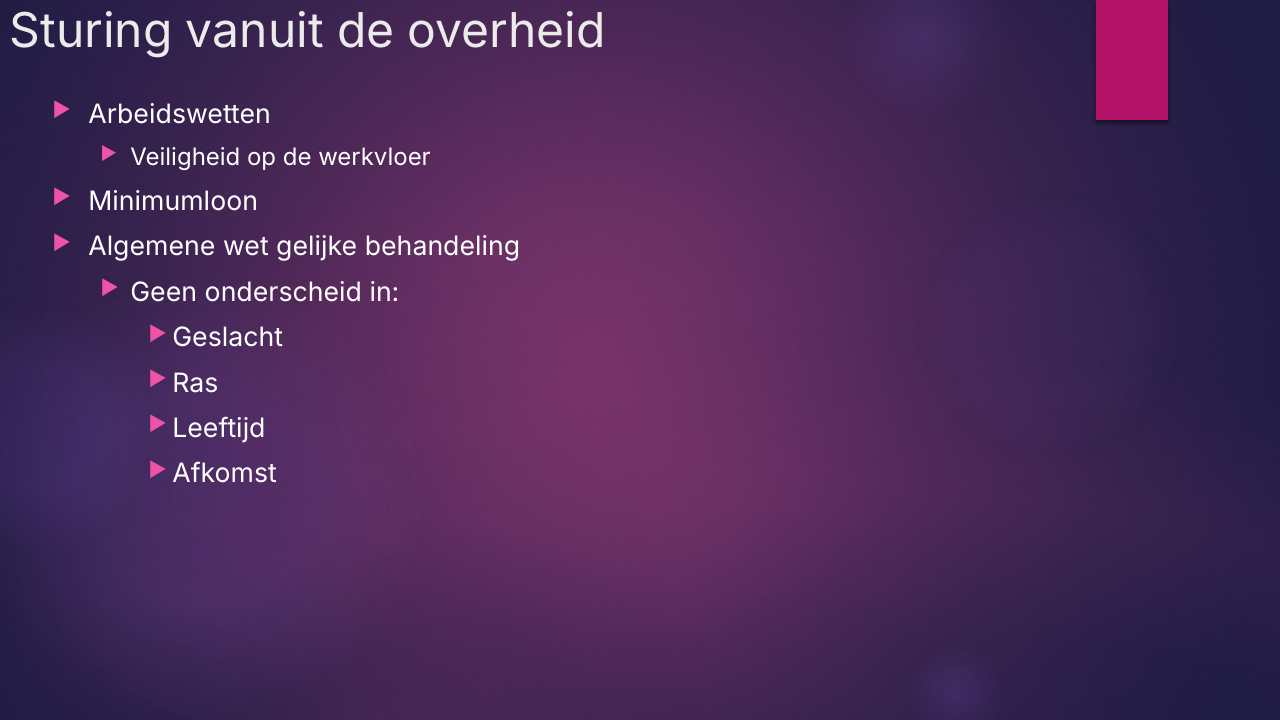 Sturing vanuit de overheid
Arbeidswetten
Veiligheid op de werkvloer
Minimumloon
Algemene wet gelijke behandeling
Geen onderscheid in:
Geslacht
Ras
Leeftijd
Afkomst